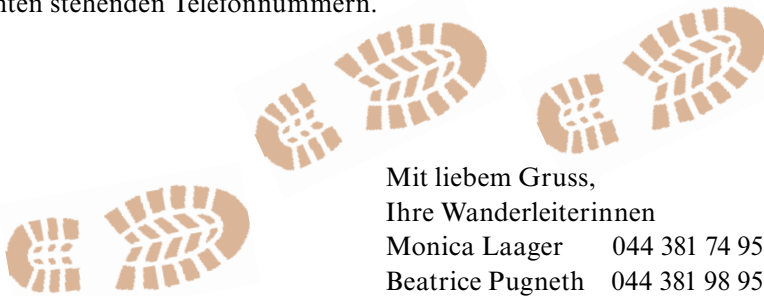 stehenden Telefonnummern.
Mit liebem Gruss,
Ihre Wanderleiterinnen
Monica Laager 044 381 74 95
Beatrice Pugneth 044 381 98 95